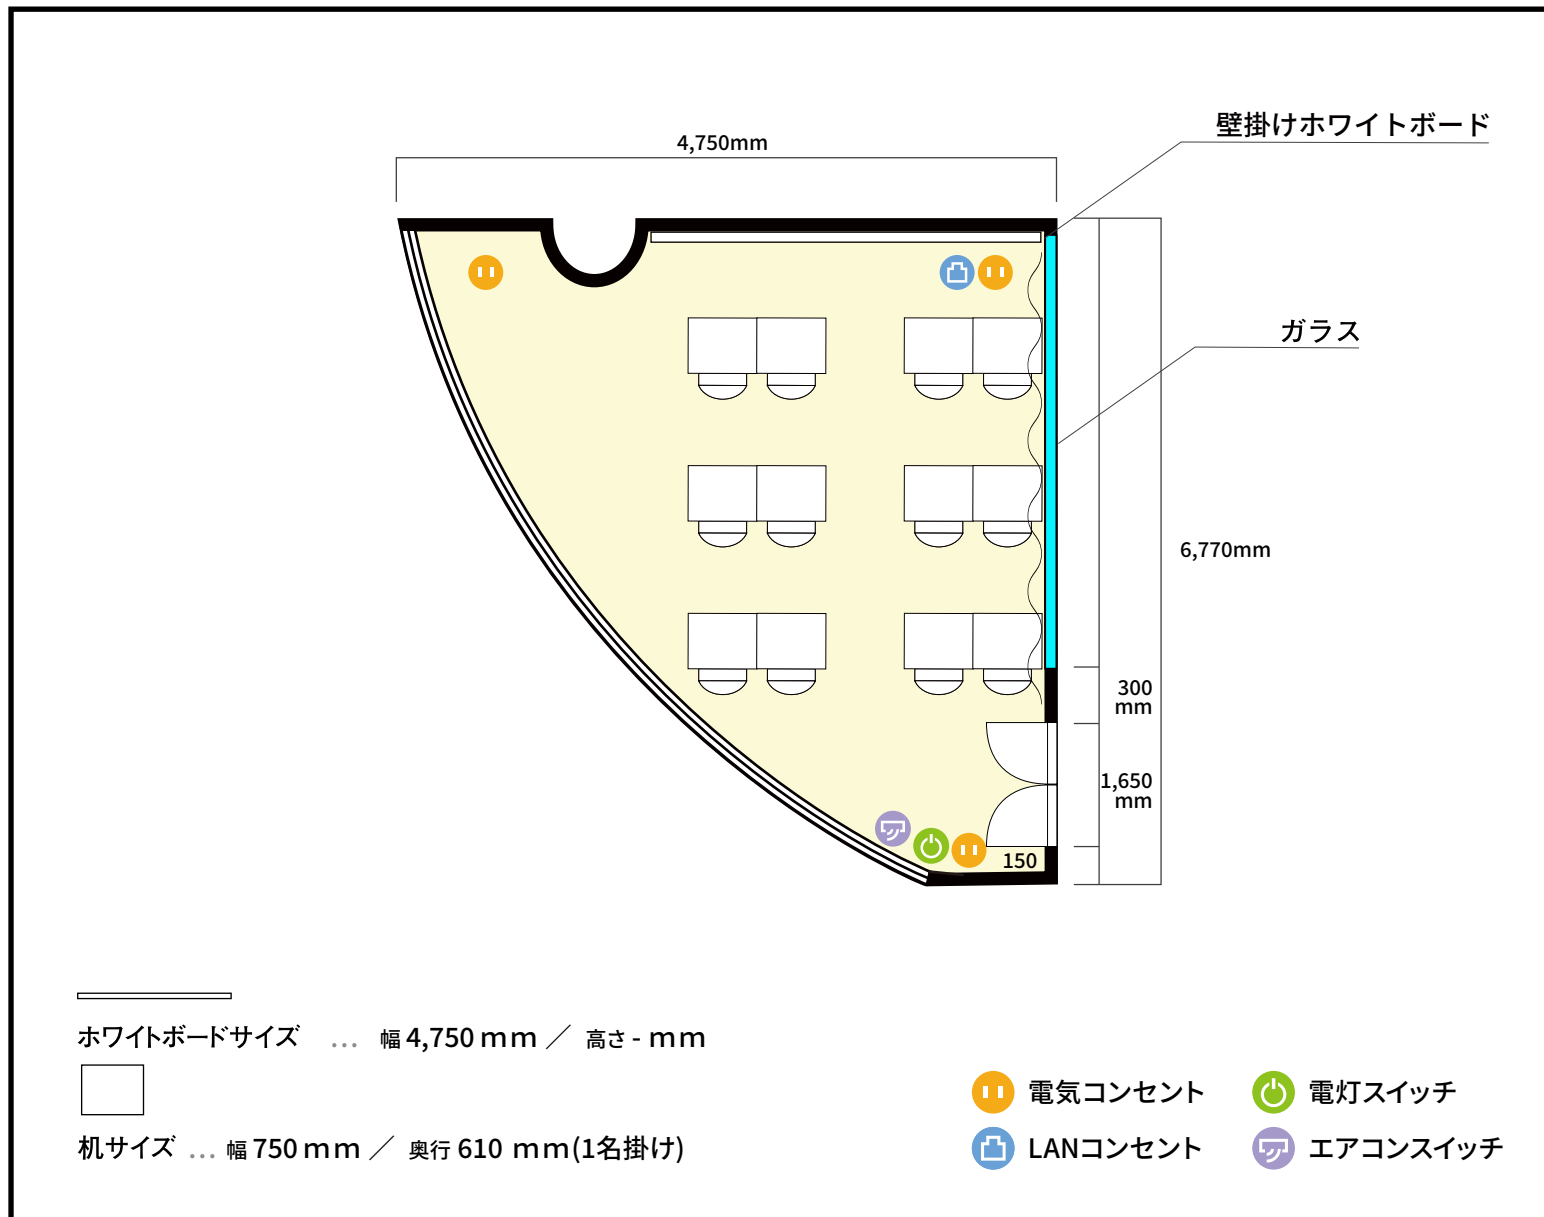 壁掛けホワイトボード
4,750mm
ガラス
6,770mm
300
mm
1,650
mm
150
ホワイトボードサイズ … 幅 4,750 mm ／ 高さ - mm
机サイズ … 幅 750 mm ／ 奥行 610 mm(1名掛け)
電気コンセント
電灯スイッチ
LANコンセント
エアコンスイッチ